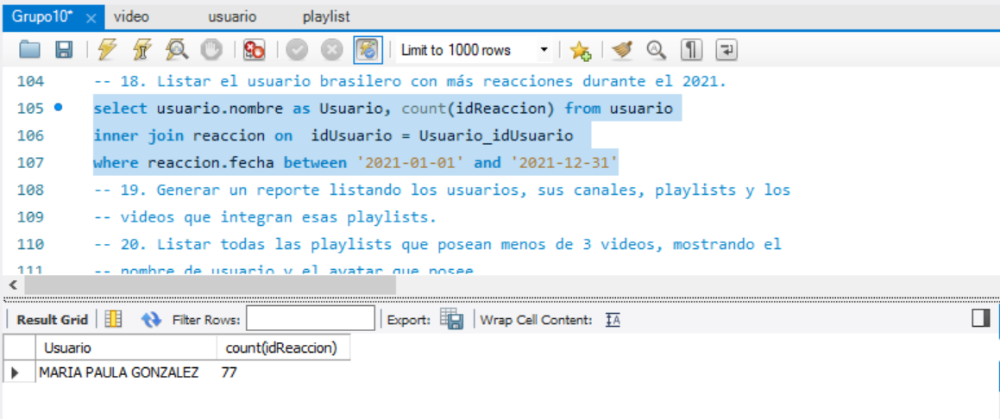 Grupo10* × video usuario playlist
Limit to 1000 rows
104 -- 18. Listar el usuario brasilero con más reacciones durante el 2021.
105 select usuario.nombre as Usuario, count(idReaccion) from usuario
106 inner join reaccion on  idUsuario = Usuario_idUsuario
107 where reaccion.fecha between '2021-01-01' and '2021-12-31'
108 -- 19. Generar un reporte listando los usuarios, sus canales, playlists y los
109 -- videos que integran esas playlists.
110 -- 20. Listar todas las playlists que posean menos de 3 videos, mostrando el
111 -- nombre de usuario y el avatar que posee
Result Grid Filter Rows: Export: Wrap Cell Content: IA
Usuario count(idReaccion)
MARIA PAULA GONZALEZ 77